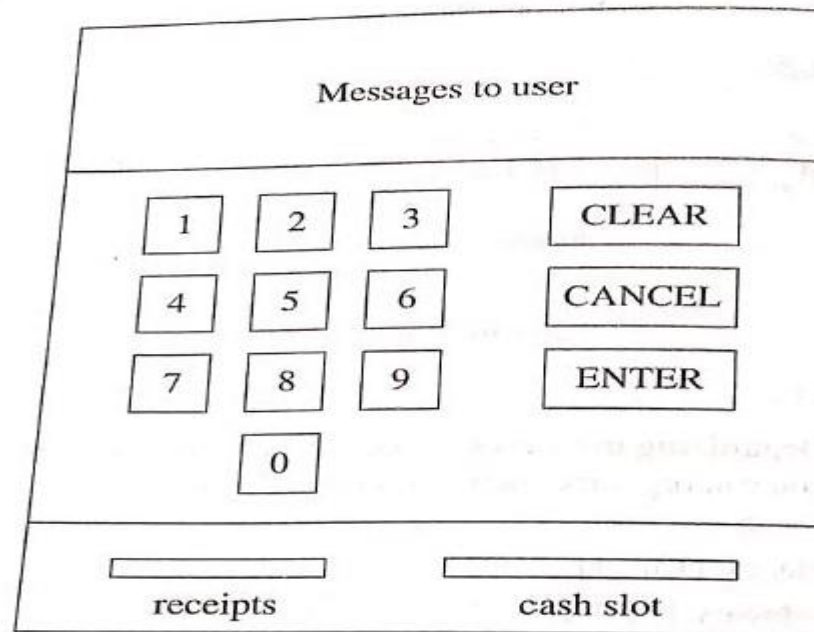 Messages to user
1 2 3 CLEAR
4 5 6 CANCEL
7 8 9 ENTER
0
receipts cash slot